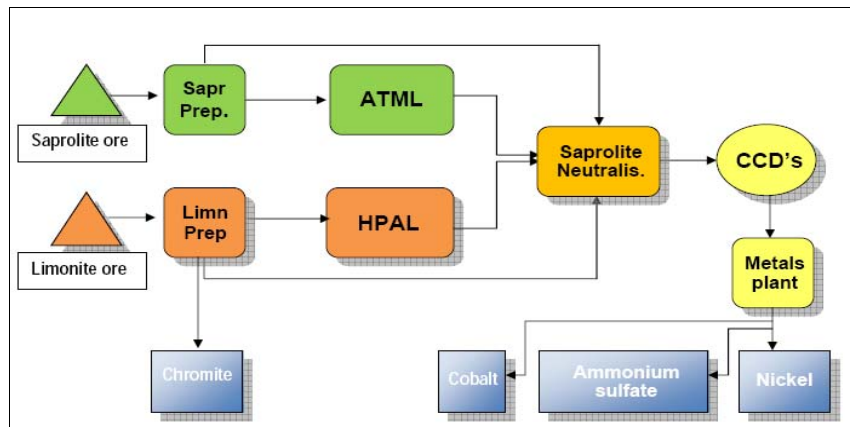 Sapr
Prep.
ATML
Saprolite ore
Saprolite
Neutralis.
CCD's
Limn
Prep
HPAL
Limonite ore
Metals
plant
Chromite
Cobalt
Ammonium
sulfate
Nickel